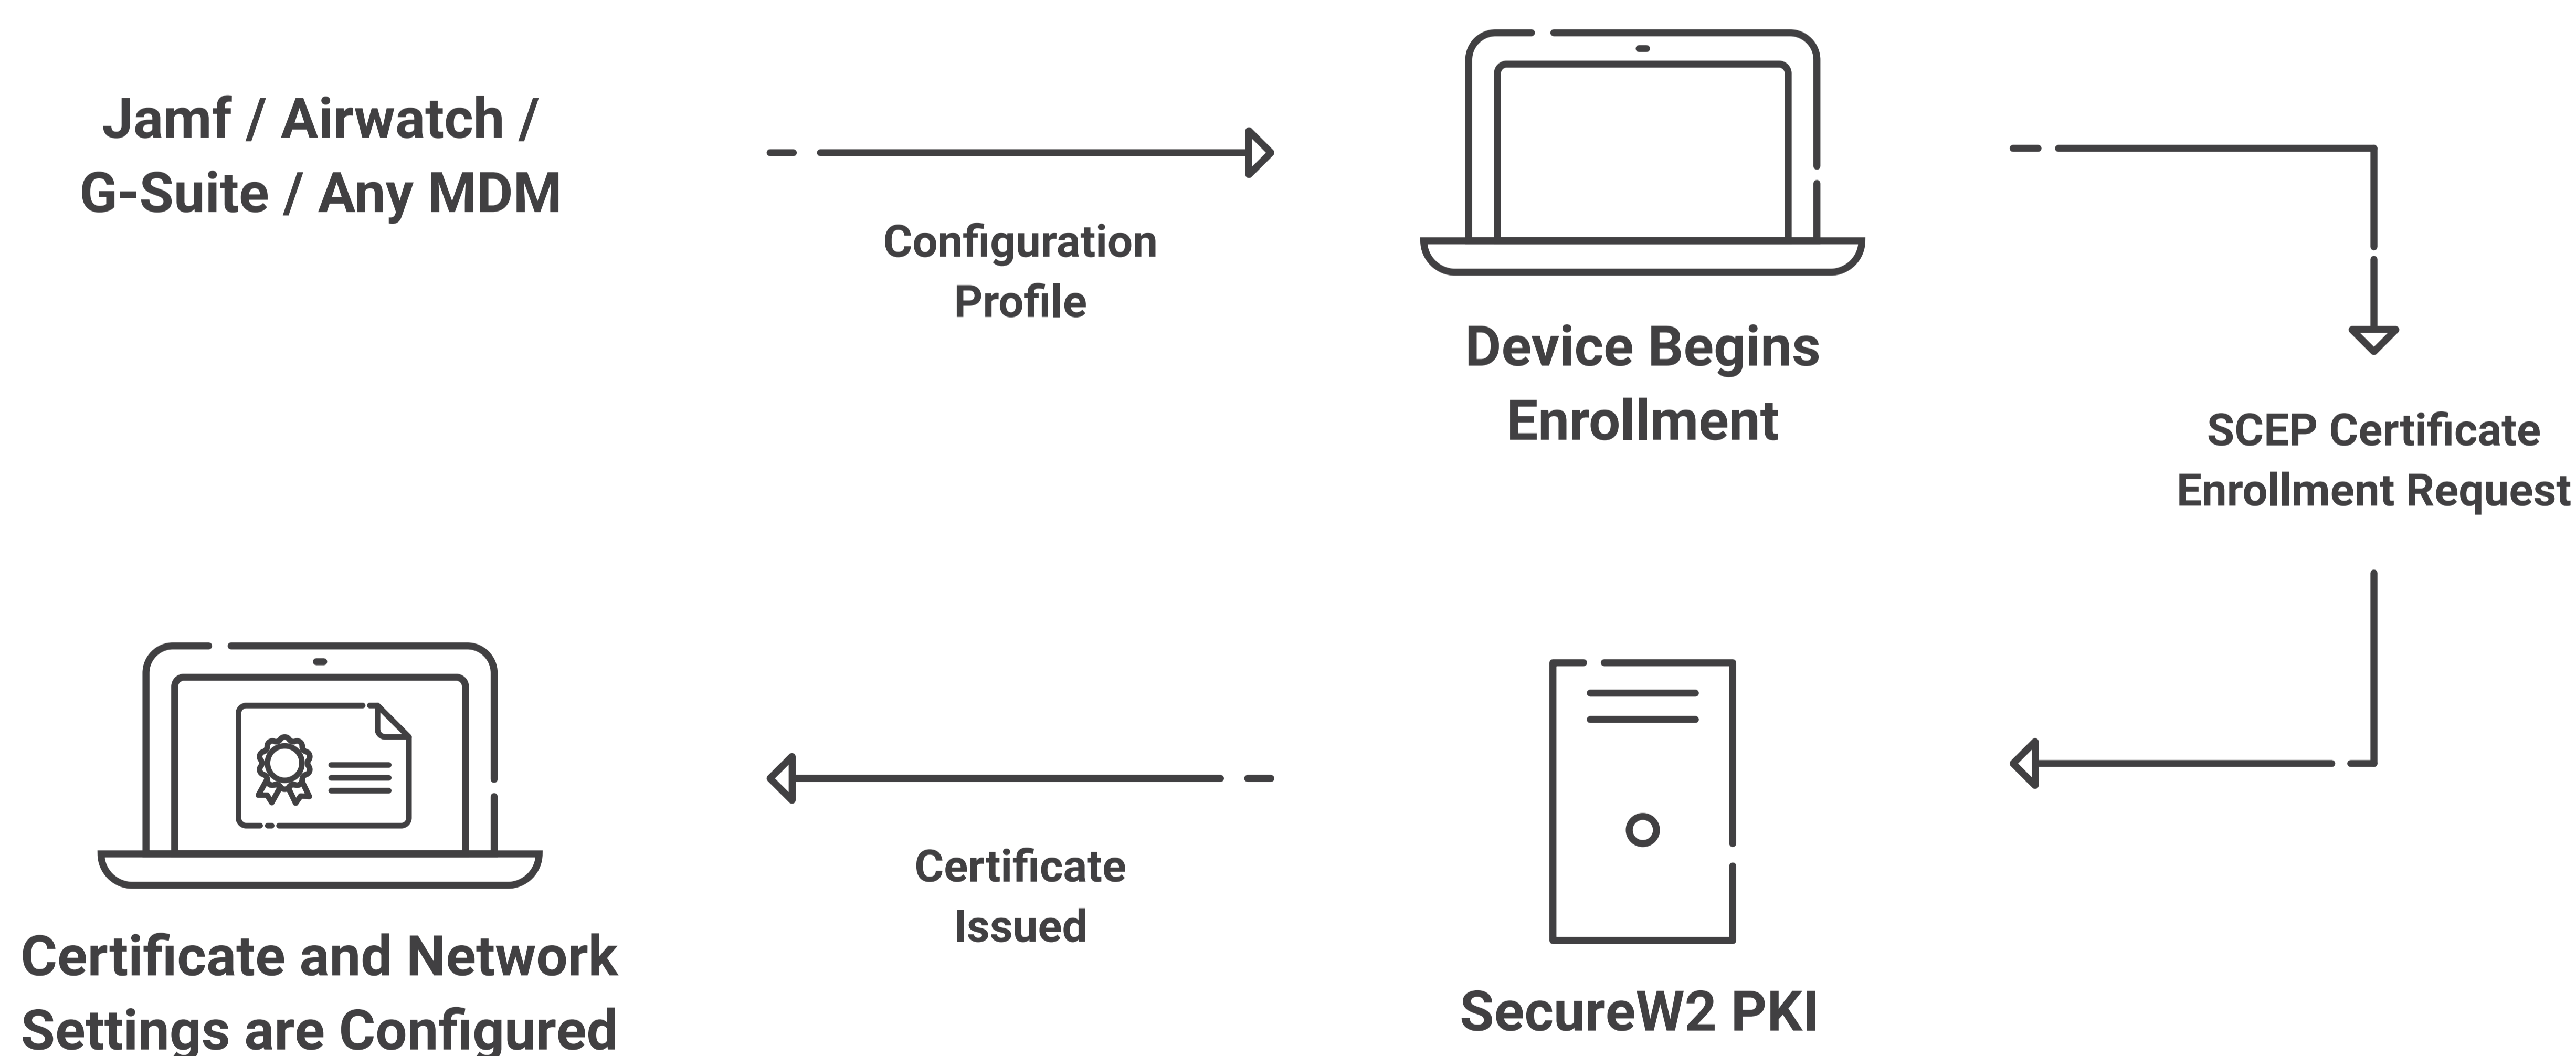 Jamf / Airwatch /
G-Suite / Any MDM
Configuration
Profile
Device Begins
Enrollment
SCEP Certificate
Enrollment Request
SecureW2 PKI
Certificate
Issued
Certificate and Network
Settings are Configured